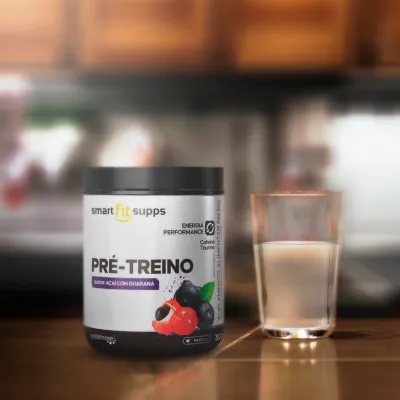 smart fit supps
ENERGIA
PERFORMANCE
Cafeína
Taurina
PRÉ-TREINO
SABOR AÇAÍ COM GUARANÁ